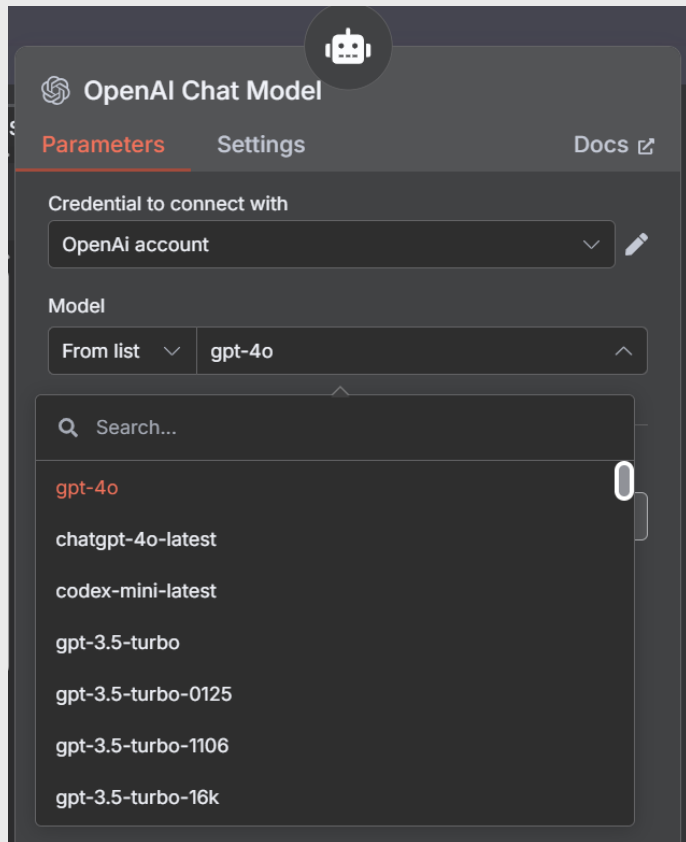 OpenAI Chat Model
Parameters Settings Docs
Credential to connect with
OpenAi account
Model
From list gpt-4o
Search...
gpt-4o
chatgpt-4o-latest
codex-mini-latest
gpt-3.5-turbo
gpt-3.5-turbo-0125
gpt-3.5-turbo-1106
gpt-3.5-turbo-16k